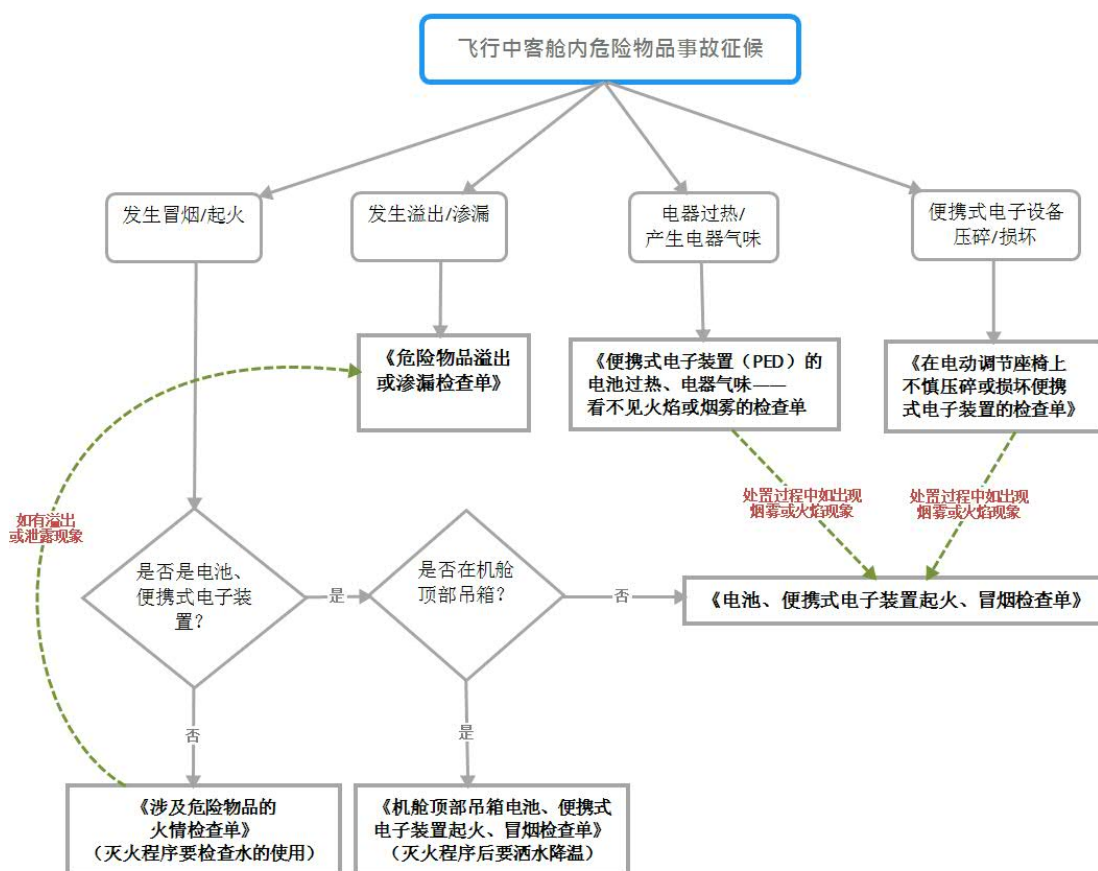 飞行中客舱内危险物品事故征候
发生冒烟/起火
发生溢出/渗漏
电器过热/
产生电器气味
便携式电子设备
压碎/损坏
《危险物品溢出
或渗漏检查单》
《便携式电子装置（PED）的
电池过热、电器气味——
看不见火焰或烟雾的检查单
《在电动调节座椅上
不慎压碎或损坏便携
式电子装置的检查单》
如有溢出
或泄露现象
处置过程中如出现
烟雾或火焰现象
处置过程中如出现
烟雾或火焰现象
是否是电池、
便携式电子装
置？
是
是否在机舱
顶部吊箱？
否
《电池、便携式电子装置起火、冒烟检查单》
否
是
《涉及危险物品的
火情检查单》
（灭火程序要检查水的使用）
《机舱顶部吊箱电池、便携式
电子装置起火、冒烟检查单》
（灭火程序后要洒水降温）